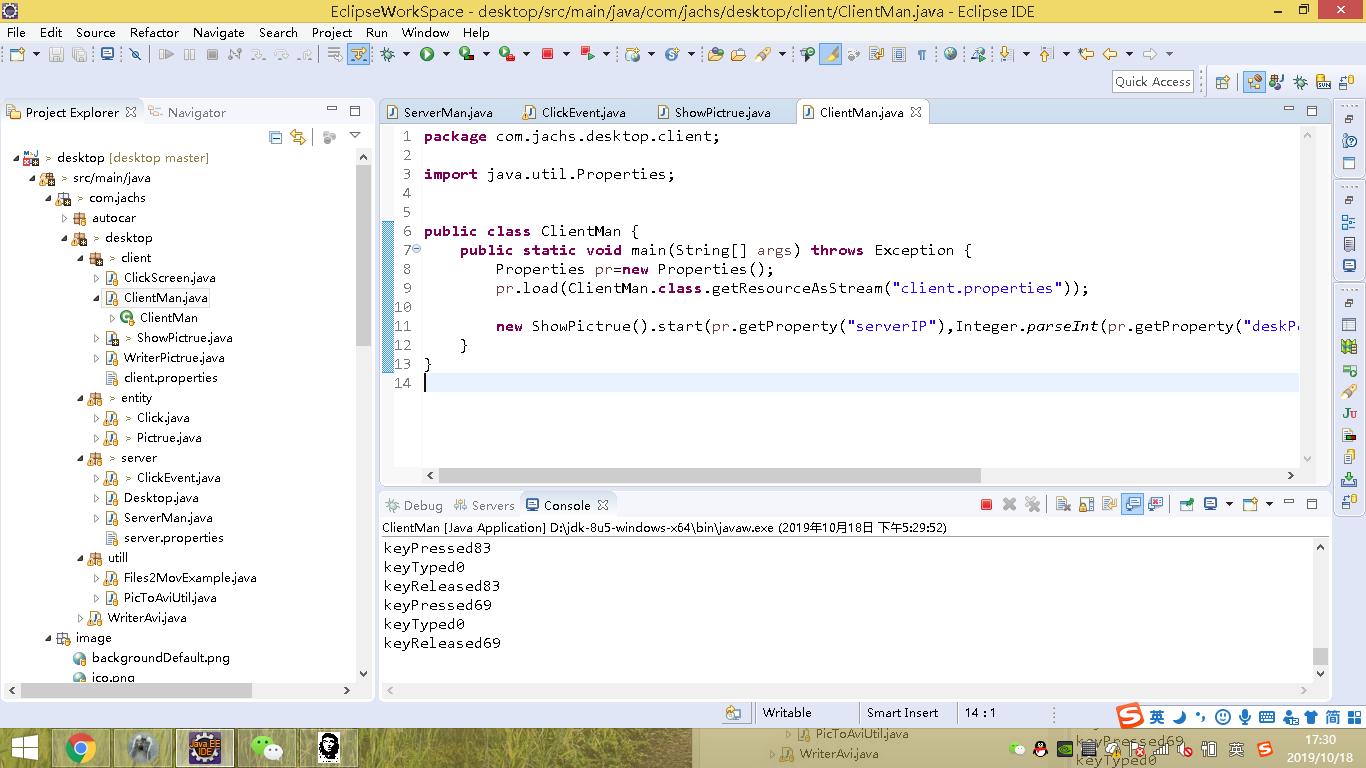 EclipseWorkSpace - desktop/src/main/java/com/jachs/desktop/client/ClientMan.java - Eclipse IDE
File Edit Source Refactor Navigate Search Project Run Window Help
Quick Access
Project Explorer
Navigator
> desktop [desktop master]
> src/main/java
> com.jachs
autocar
> desktop
> client
ClickScreen.java
ClientMan.java
ClientMan
> ShowPictrue.java
WriterPictrue.java
client.properties
> entity
> Click.java
> Pictrue.java
> server
> ClickEvent.java
Desktop.java
ServerMan.java
server.properties
utill
Files2MovExample.java
PicToAviUtil.java
WriterAvi.java
image
backgroundDefault.png
ico.png
ServerMan.java ClickEvent.java ShowPictrue.java ClientMan.java
1 package com.jachs.desktop.client;
2
3 import java.util.Properties;
4
5
6 public class ClientMan {
7 public static void main(String[] args) throws Exception {
8 Properties pr=new Properties();
9 pr.load(ClientMan.class.getResourceAsStream("client.properties"));
10
11 new ShowPictrue().start(pr.getProperty("serverIP"),Integer.parseInt(pr.getProperty("deskP
12 }
13 }
14
Debug Servers Console
ClientMan [Java Application] D:\jdk-8u5-windows-x64\bin\javaw.exe (2019年10月18日 下午5:29:52)
keyPressed83
keyTyped0
keyReleased83
keyPressed69
keyTyped0
keyReleased69
Writable Smart Insert 14 : 1
英 简
PicToAviUtil.java
WriterAvi.java
keyPressed69
keyTyped0
英
17:30
2019/10/18